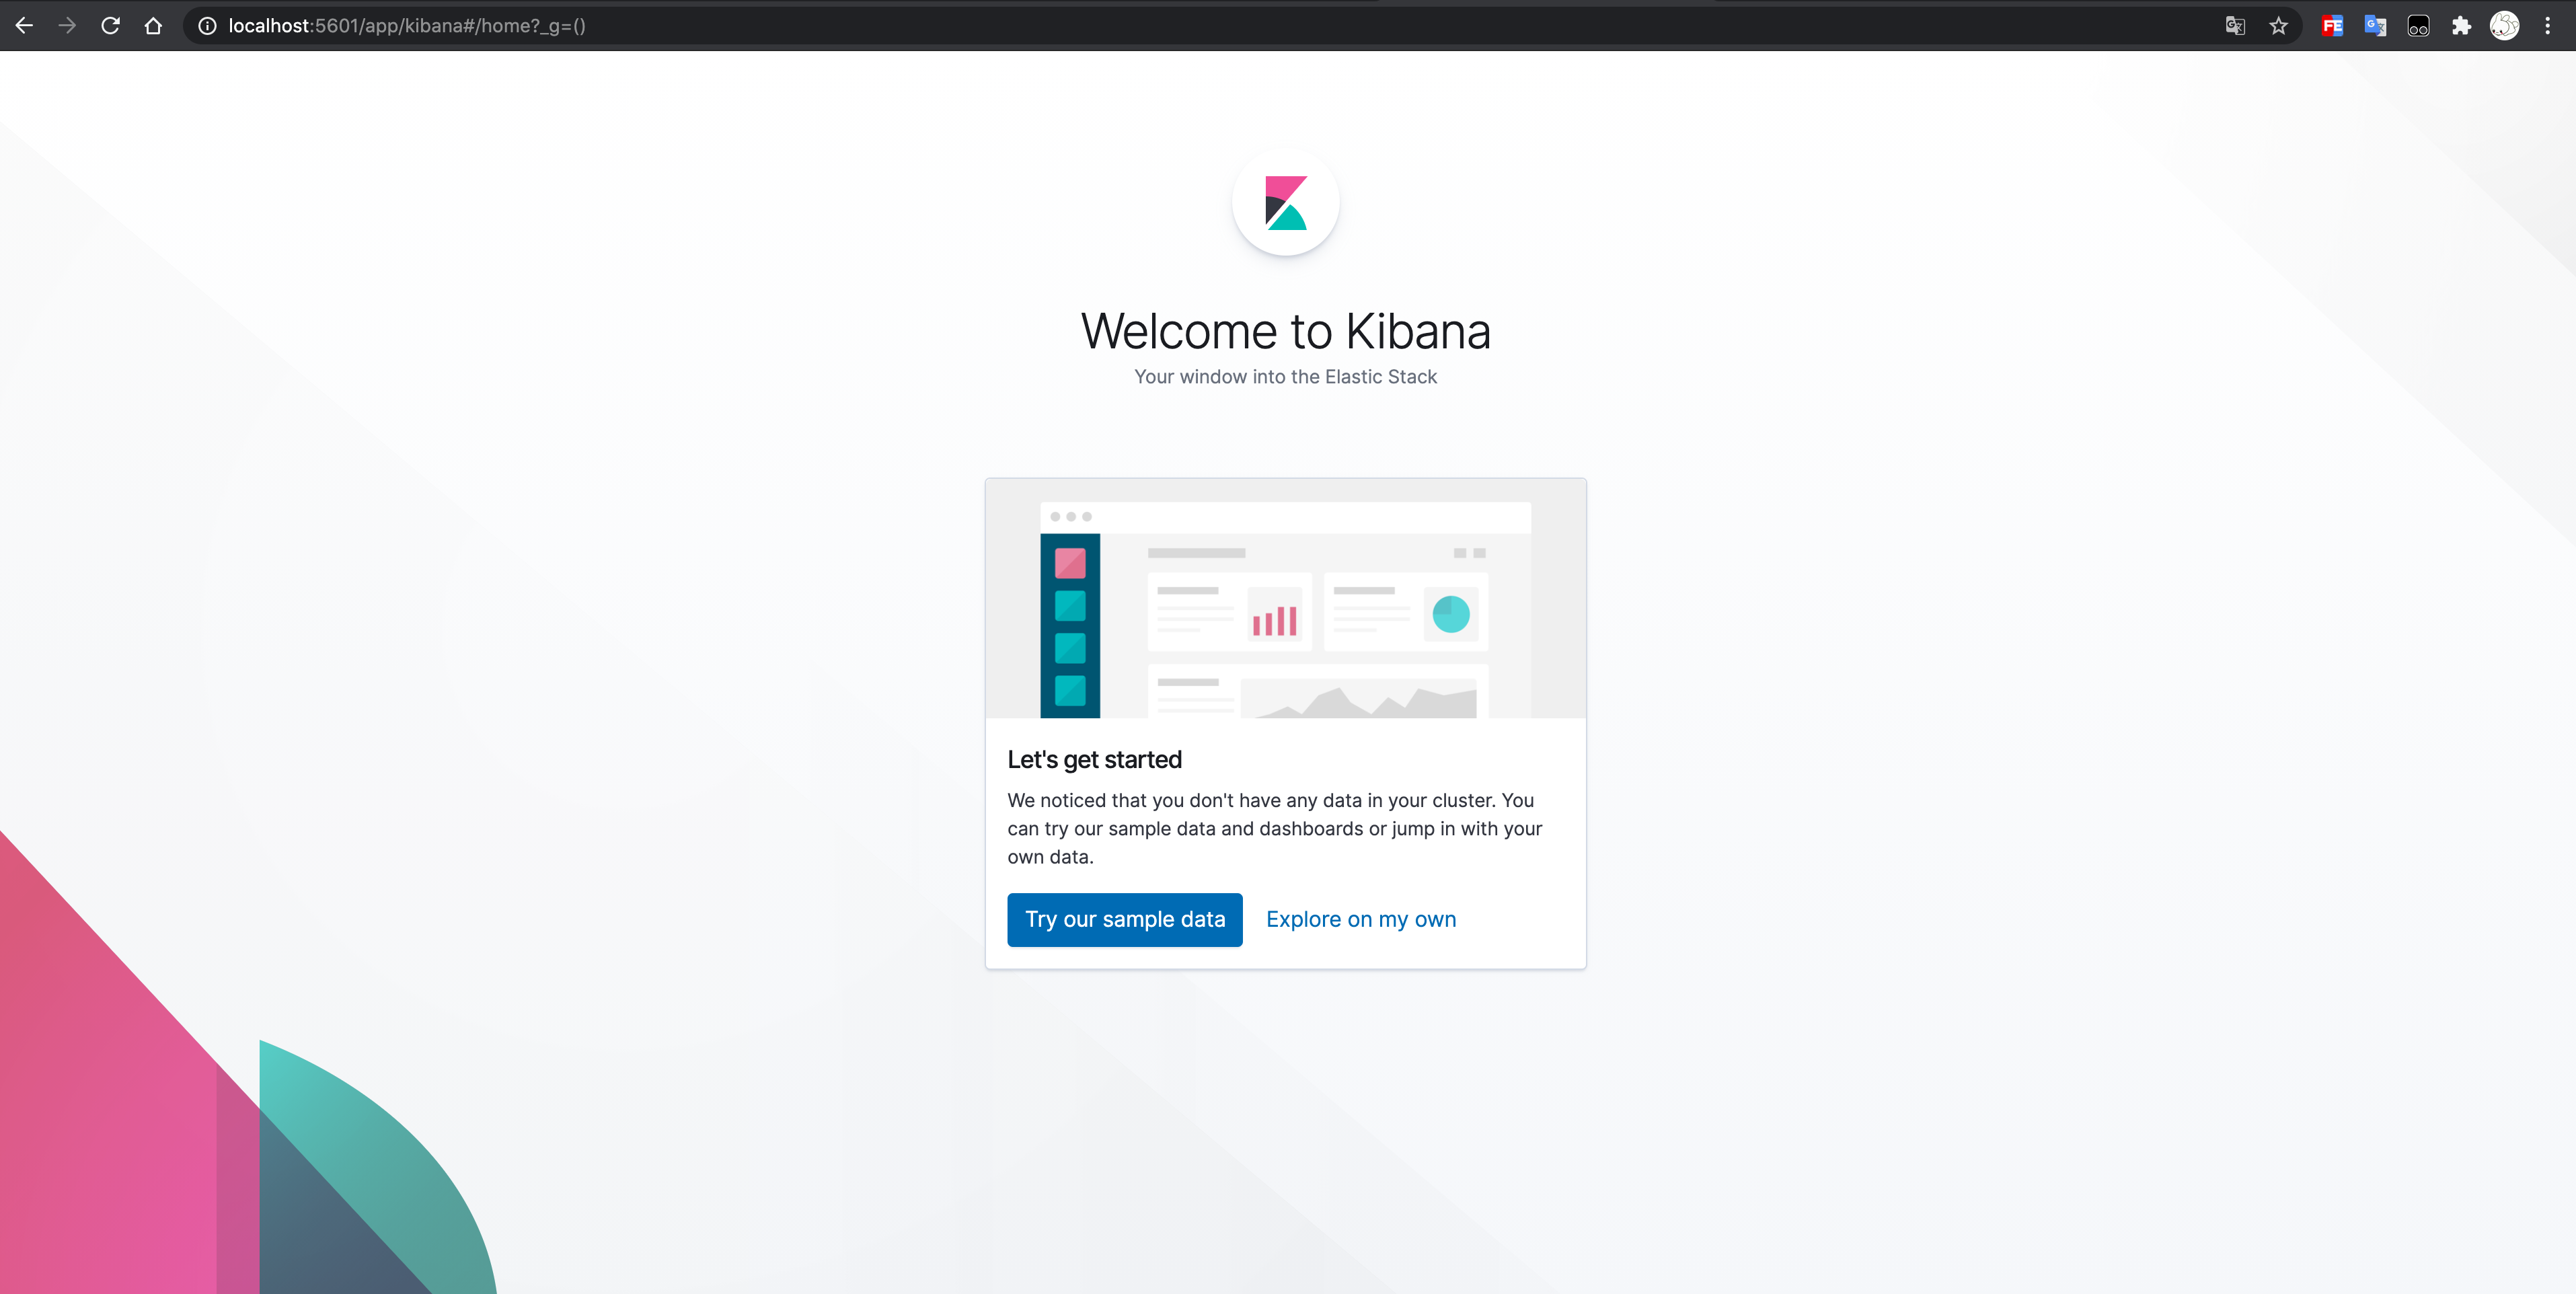 localhost:5601/app/kibana#/home?_g=()
FE
Welcome to Kibana
Your window into the Elastic Stack
Let's get started
We noticed that you don't have any data in your cluster. You
can try our sample data and dashboards or jump in with your
own data.
Try our sample data
Explore on my own